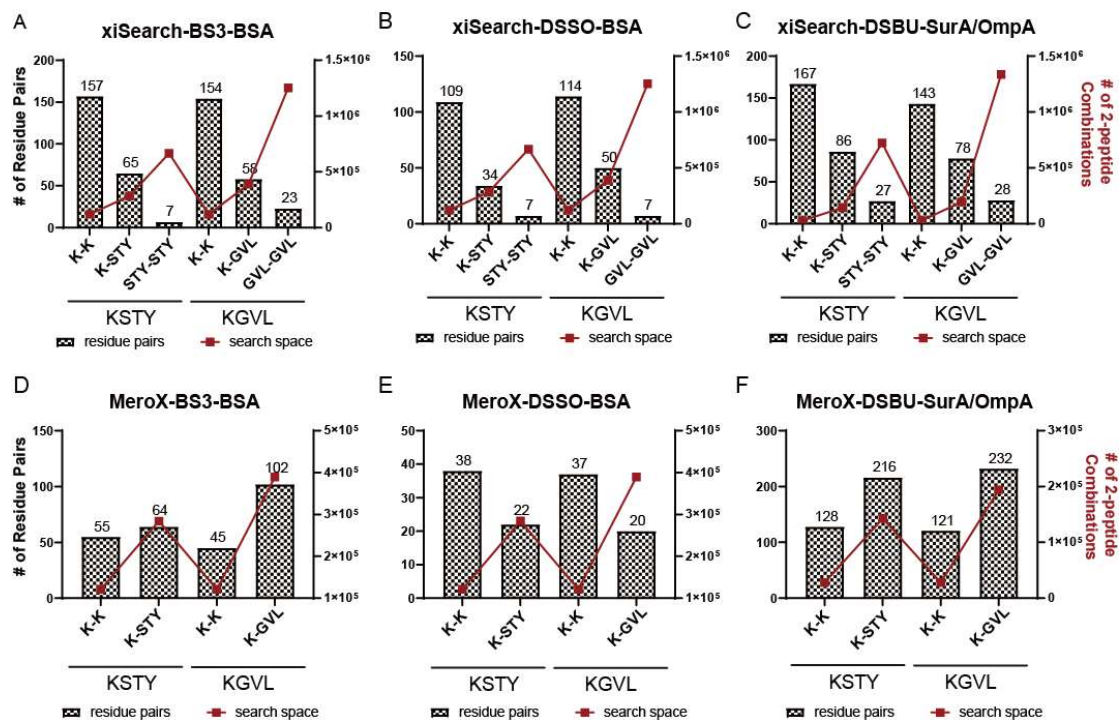 A
xiSearch-BS3-BSA
# of Residue Pairs
200
150
100
50
0
157
65
7
154
58
23
1.5×10⁶
1×10⁶
5×10⁵
0
K-K
K-STY
STY-STY
K-K
K-GVL
GVL-GVL
KSTY
KGVL
residue pairs
search space
B
xiSearch-DSSO-BSA
150
100
50
0
109
34
7
114
50
7
1.5×10⁶
1×10⁶
5×10⁵
0
K-K
K-STY
STY-STY
K-K
K-GVL
GVL-GVL
KSTY
KGVL
residue pairs
search space
C
xiSearch-DSBU-SurA/OmpA
200
150
100
50
0
167
86
27
143
78
28
1.5×10⁶
1×10⁶
5×10⁵
0
# of 2-peptide
Combinations
K-K
K-STY
STY-STY
K-K
K-GVL
GVL-GVL
KSTY
KGVL
residue pairs
search space
D
MeroX-BS3-BSA
# of Residue Pairs
150
100
50
0
55
64
45
102
5×10⁵
4×10⁵
3×10⁵
2×10⁵
1×10⁵
K-K
K-STY
K-K
K-GVL
KSTY
KGVL
residue pairs
search space
E
MeroX-DSSO-BSA
50
40
30
20
10
0
38
22
37
20
5×10⁵
4×10⁵
3×10⁵
2×10⁵
1×10⁵
K-K
K-STY
K-K
K-GVL
KSTY
KGVL
residue pairs
search space
F
MeroX-DSBU-SurA/OmpA
300
200
100
0
128
216
121
232
3×10⁵
2×10⁵
1×10⁵
0
# of 2-peptide
Combinations
K-K
K-STY
K-K
K-GVL
KSTY
KGVL
residue pairs
search space